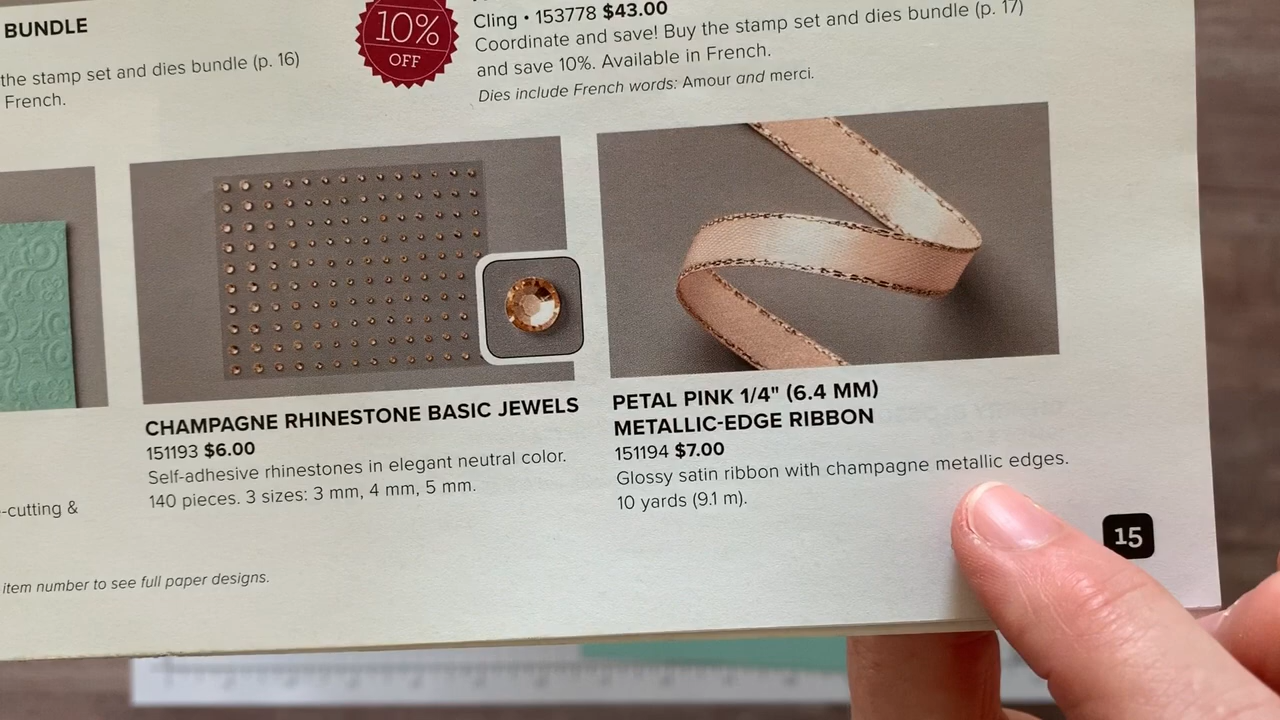 BUNDLE
the stamp set and dies bundle (p. 16)
French.
10%
OFF
Cling • 153778 $43.00
Coordinate and save! Buy the stamp set and dies bundle (p. 17)
and save 10%. Available in French.
Dies include French words: Amour and merci.
CHAMPAGNE RHINESTONE BASIC JEWELS
151193 $6.00
Self-adhesive rhinestones in elegant neutral color.
140 pieces. 3 sizes: 3 mm, 4 mm, 5 mm.
PETAL PINK 1/4" (6.4 MM)
METALLIC-EDGE RIBBON
151194 $7.00
Glossy satin ribbon with champagne metallic edges.
10 yards (9.1 m).
-cutting &
item number to see full paper designs.
15